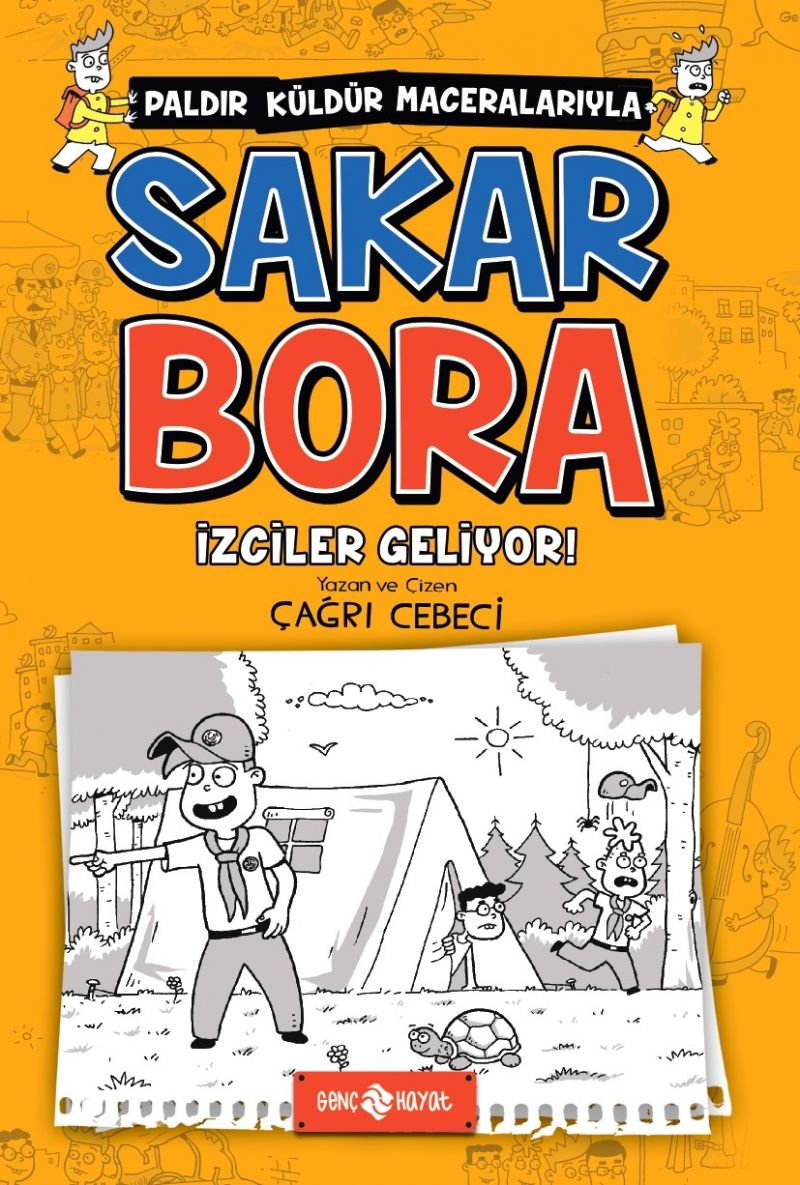 PALDIR KÜLDÜR MACERALARIYLA
SAKAR
BORA
İZCİLER GELİYOR!
Yazan ve Çizen
ÇAĞRI CEBECİ
GENÇ HAYAT